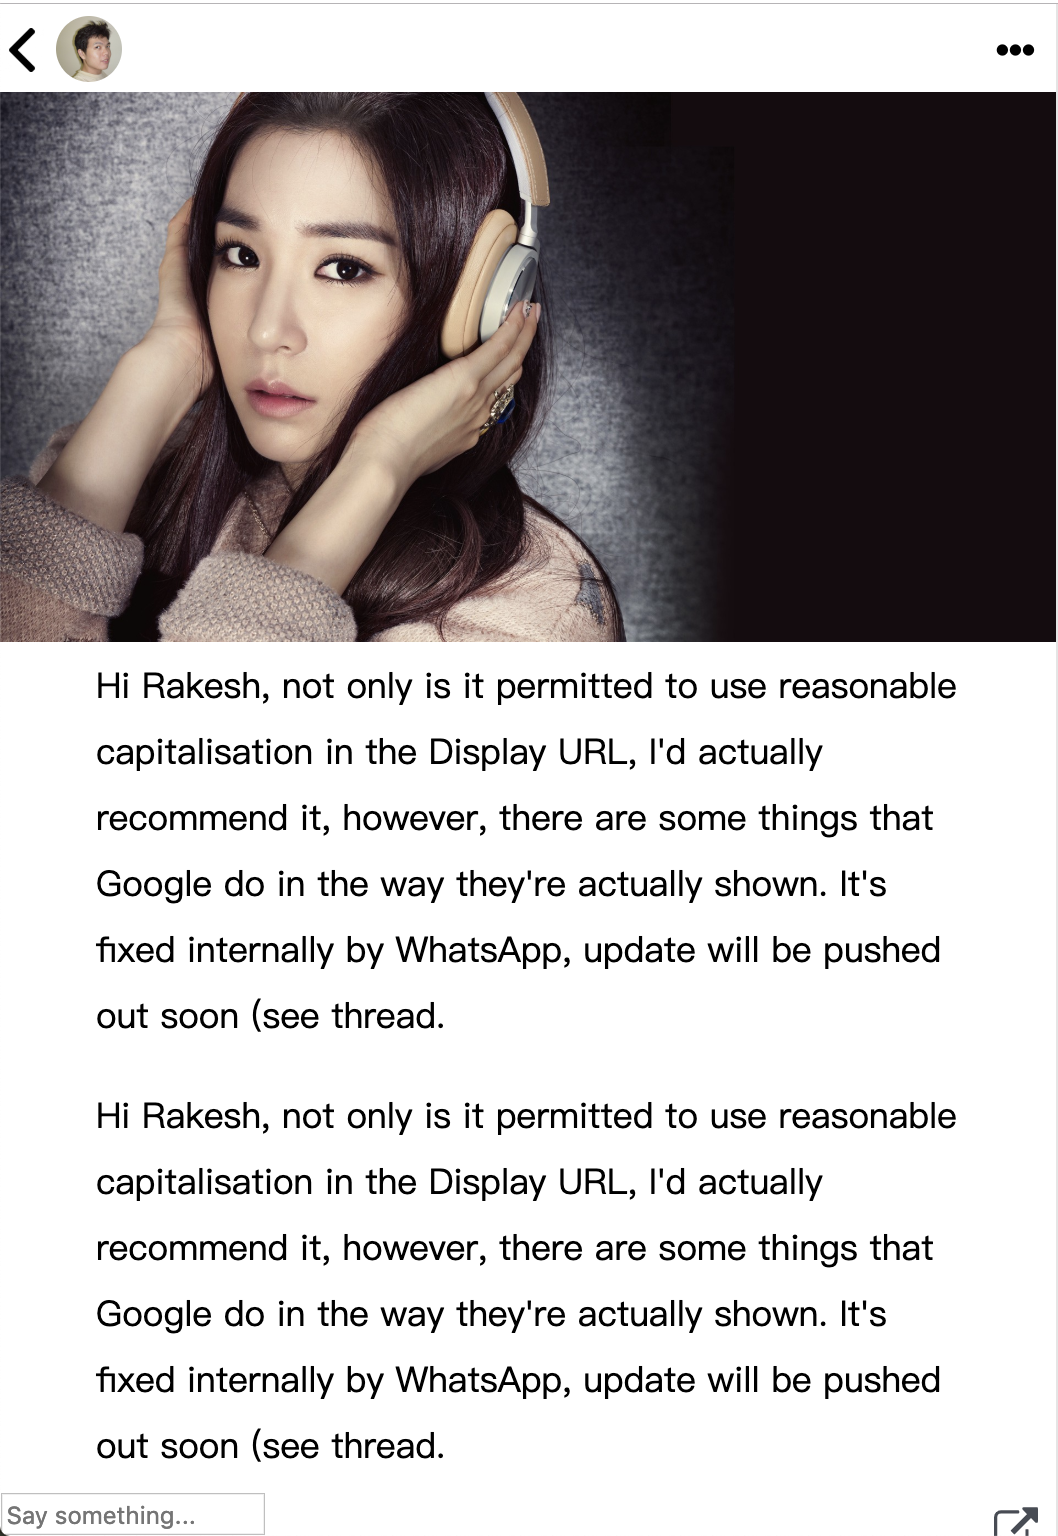 Hi Rakesh, not only is it permitted to use reasonable
capitalisation in the Display URL, I'd actually
recommend it, however, there are some things that
Google do in the way they're actually shown. It's
fixed internally by WhatsApp, update will be pushed
out soon (see thread.
Hi Rakesh, not only is it permitted to use reasonable
capitalisation in the Display URL, I'd actually
recommend it, however, there are some things that
Google do in the way they're actually shown. It's
fixed internally by WhatsApp, update will be pushed
out soon (see thread.
Say something...